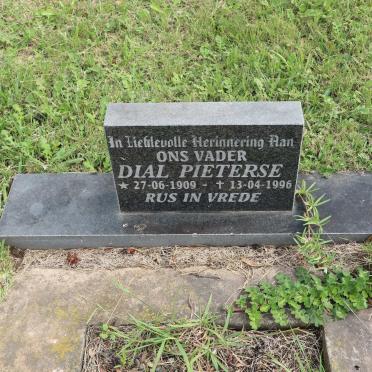 In Liefdevolle Herinnering Aan
ONS VADER
DIAL PIETERSE
★ 27-06-1909 - ✝ 13-04-1996
RUS IN VREDE